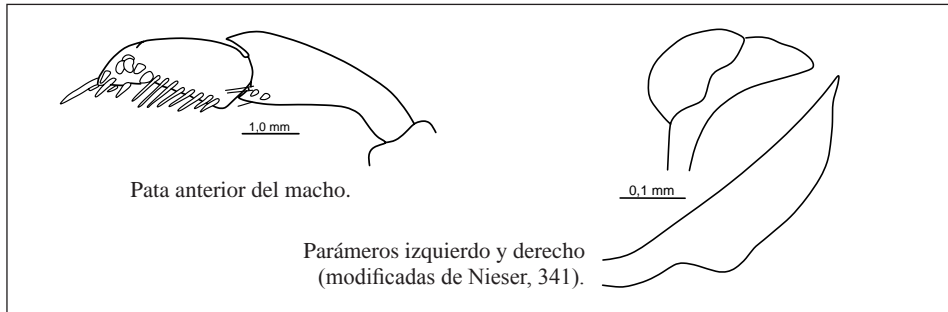 1,0 mm
Pata anterior del macho.
0,1 mm
Parámeros izquierdo y derecho
(modificadas de Nieser, 341).